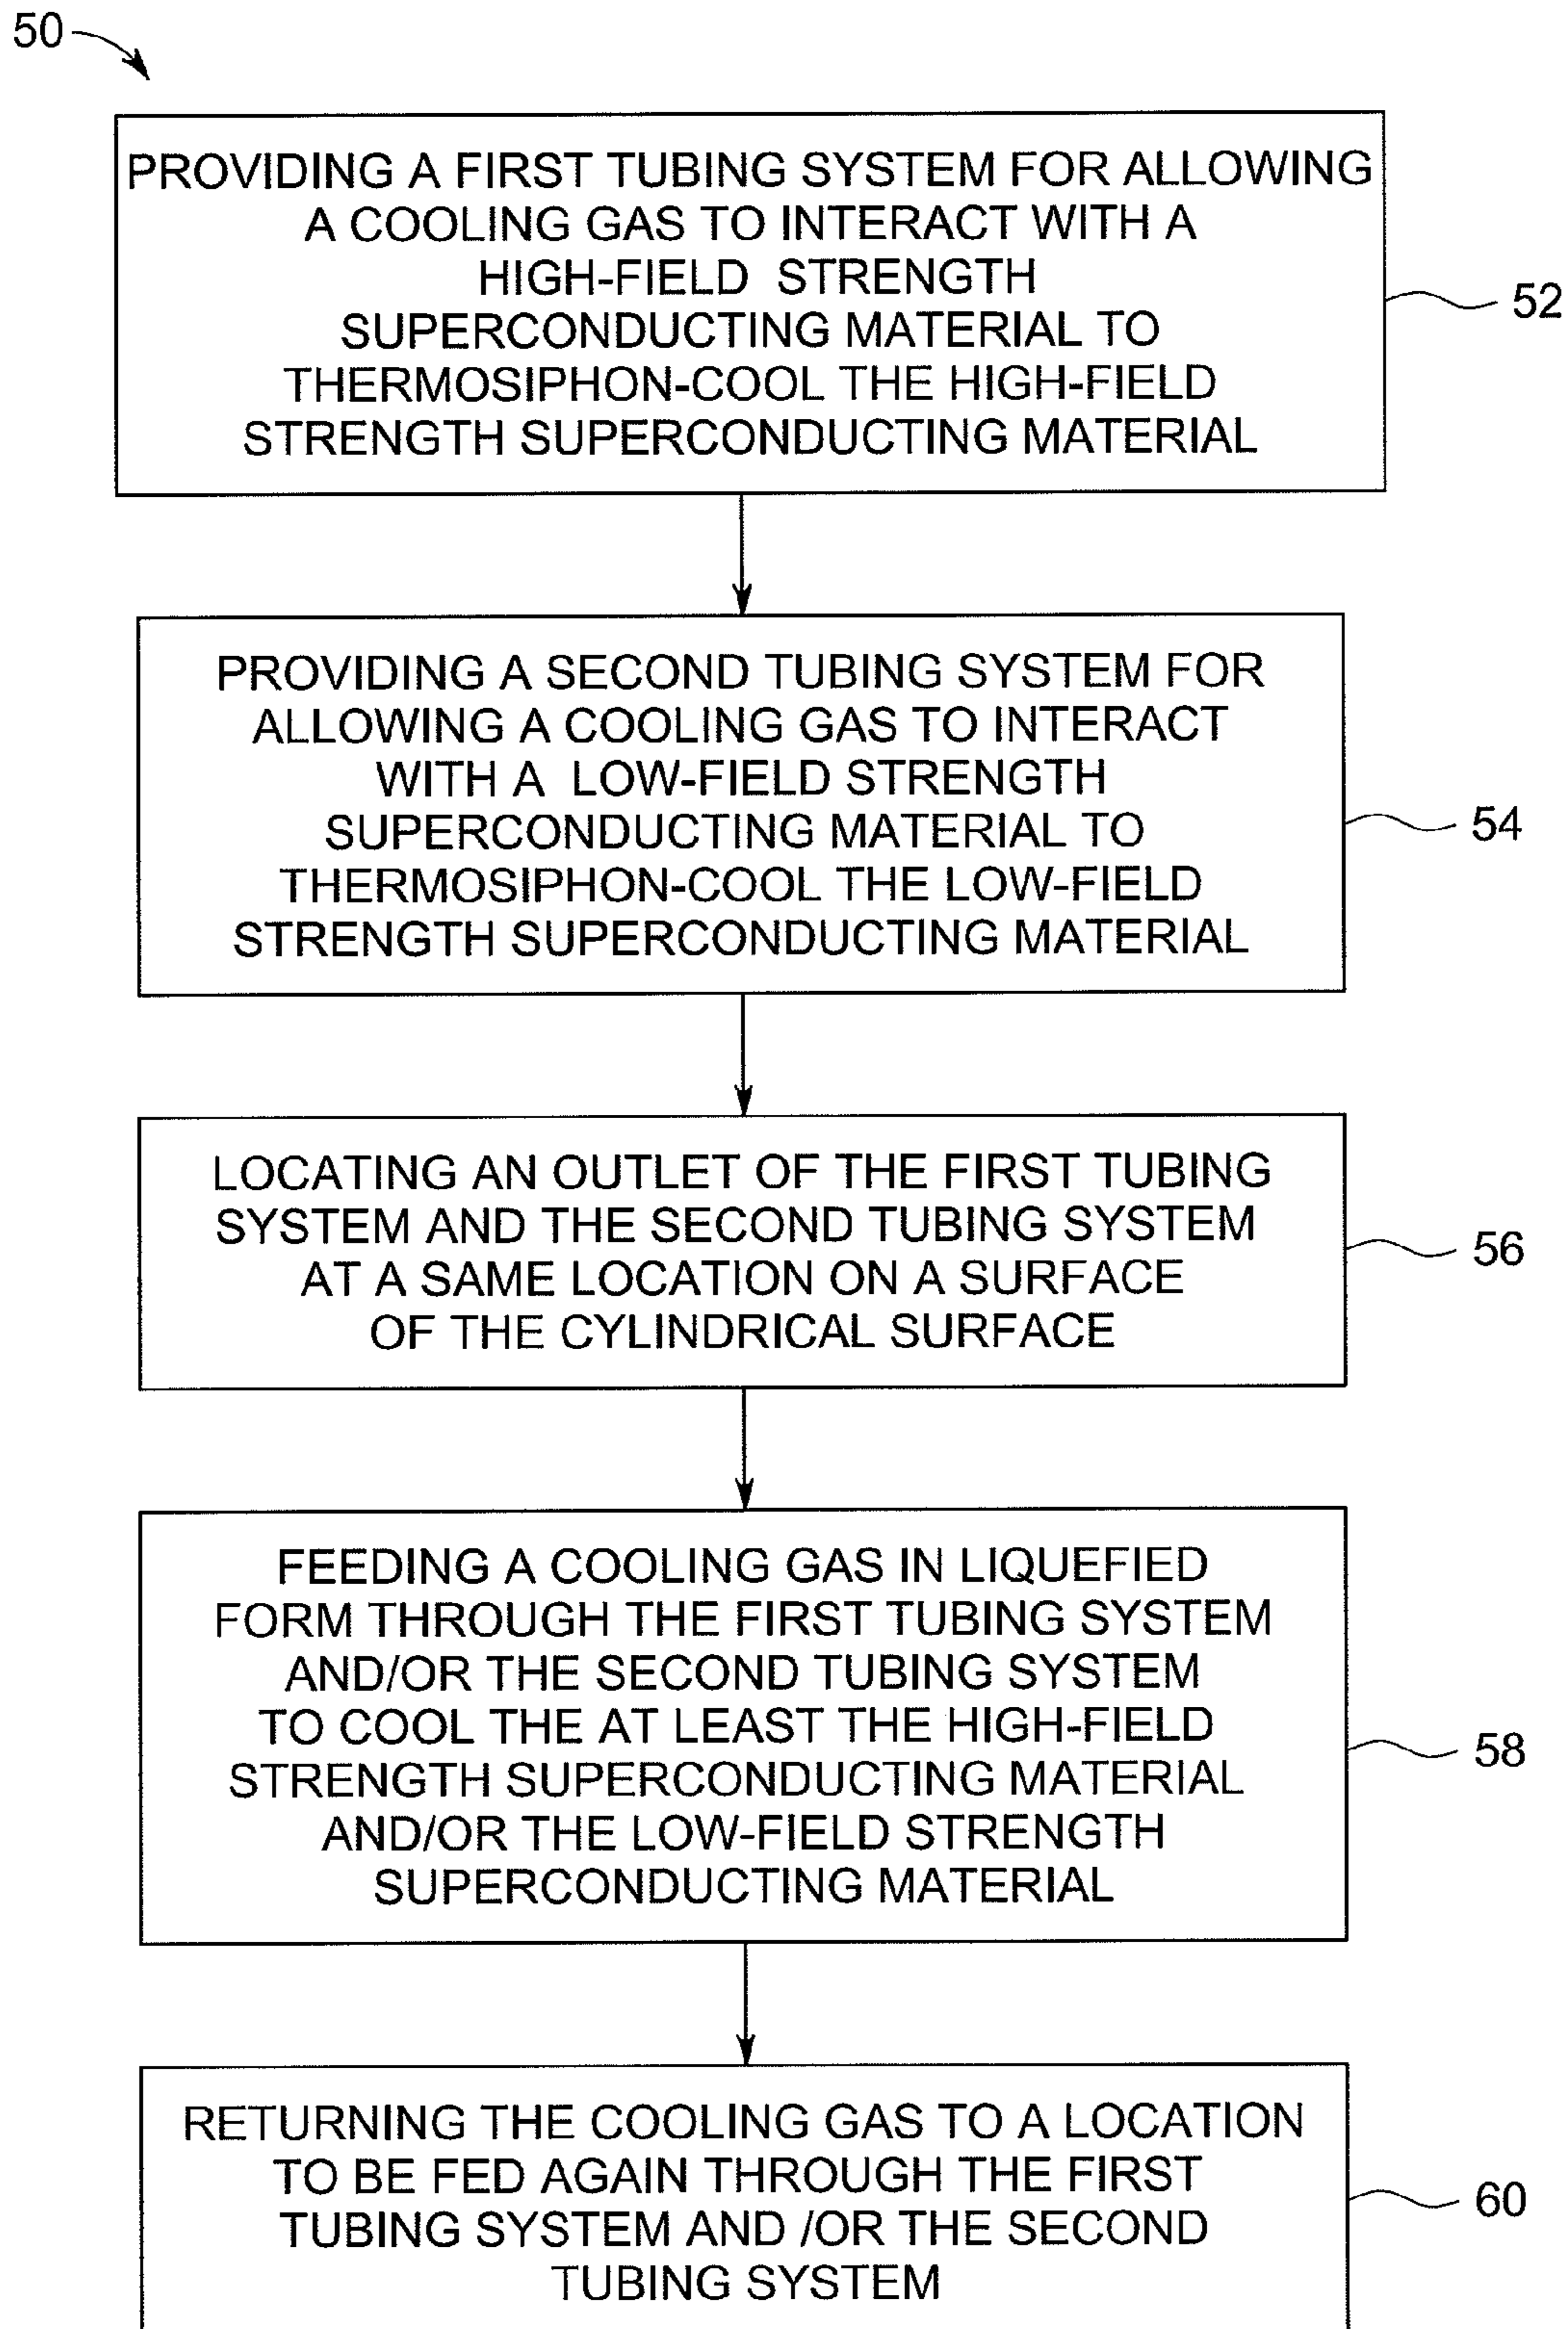 50
PROVIDING A FIRST TUBING SYSTEM FOR ALLOWING
A COOLING GAS TO INTERACT WITH A
HIGH-FIELD STRENGTH
SUPERCONDUCTING MATERIAL TO
THERMOSIPHON-COOL THE HIGH-FIELD
STRENGTH SUPERCONDUCTING MATERIAL
52
PROVIDING A SECOND TUBING SYSTEM FOR
ALLOWING A COOLING GAS TO INTERACT
WITH A LOW-FIELD STRENGTH
SUPERCONDUCTING MATERIAL TO
THERMOSIPHON-COOL THE LOW-FIELD
STRENGTH SUPERCONDUCTING MATERIAL
54
LOCATING AN OUTLET OF THE FIRST TUBING
SYSTEM AND THE SECOND TUBING SYSTEM
AT A SAME LOCATION ON A SURFACE
OF THE CYLINDRICAL SURFACE
56
FEEDING A COOLING GAS IN LIQUEFIED
FORM THROUGH THE FIRST TUBING SYSTEM
AND/OR THE SECOND TUBING SYSTEM
TO COOL THE AT LEAST THE HIGH-FIELD
STRENGTH SUPERCONDUCTING MATERIAL
AND/OR THE LOW-FIELD STRENGTH
SUPERCONDUCTING MATERIAL
58
RETURNING THE COOLING GAS TO A LOCATION
TO BE FED AGAIN THROUGH THE FIRST
TUBING SYSTEM AND /OR THE SECOND
TUBING SYSTEM
60